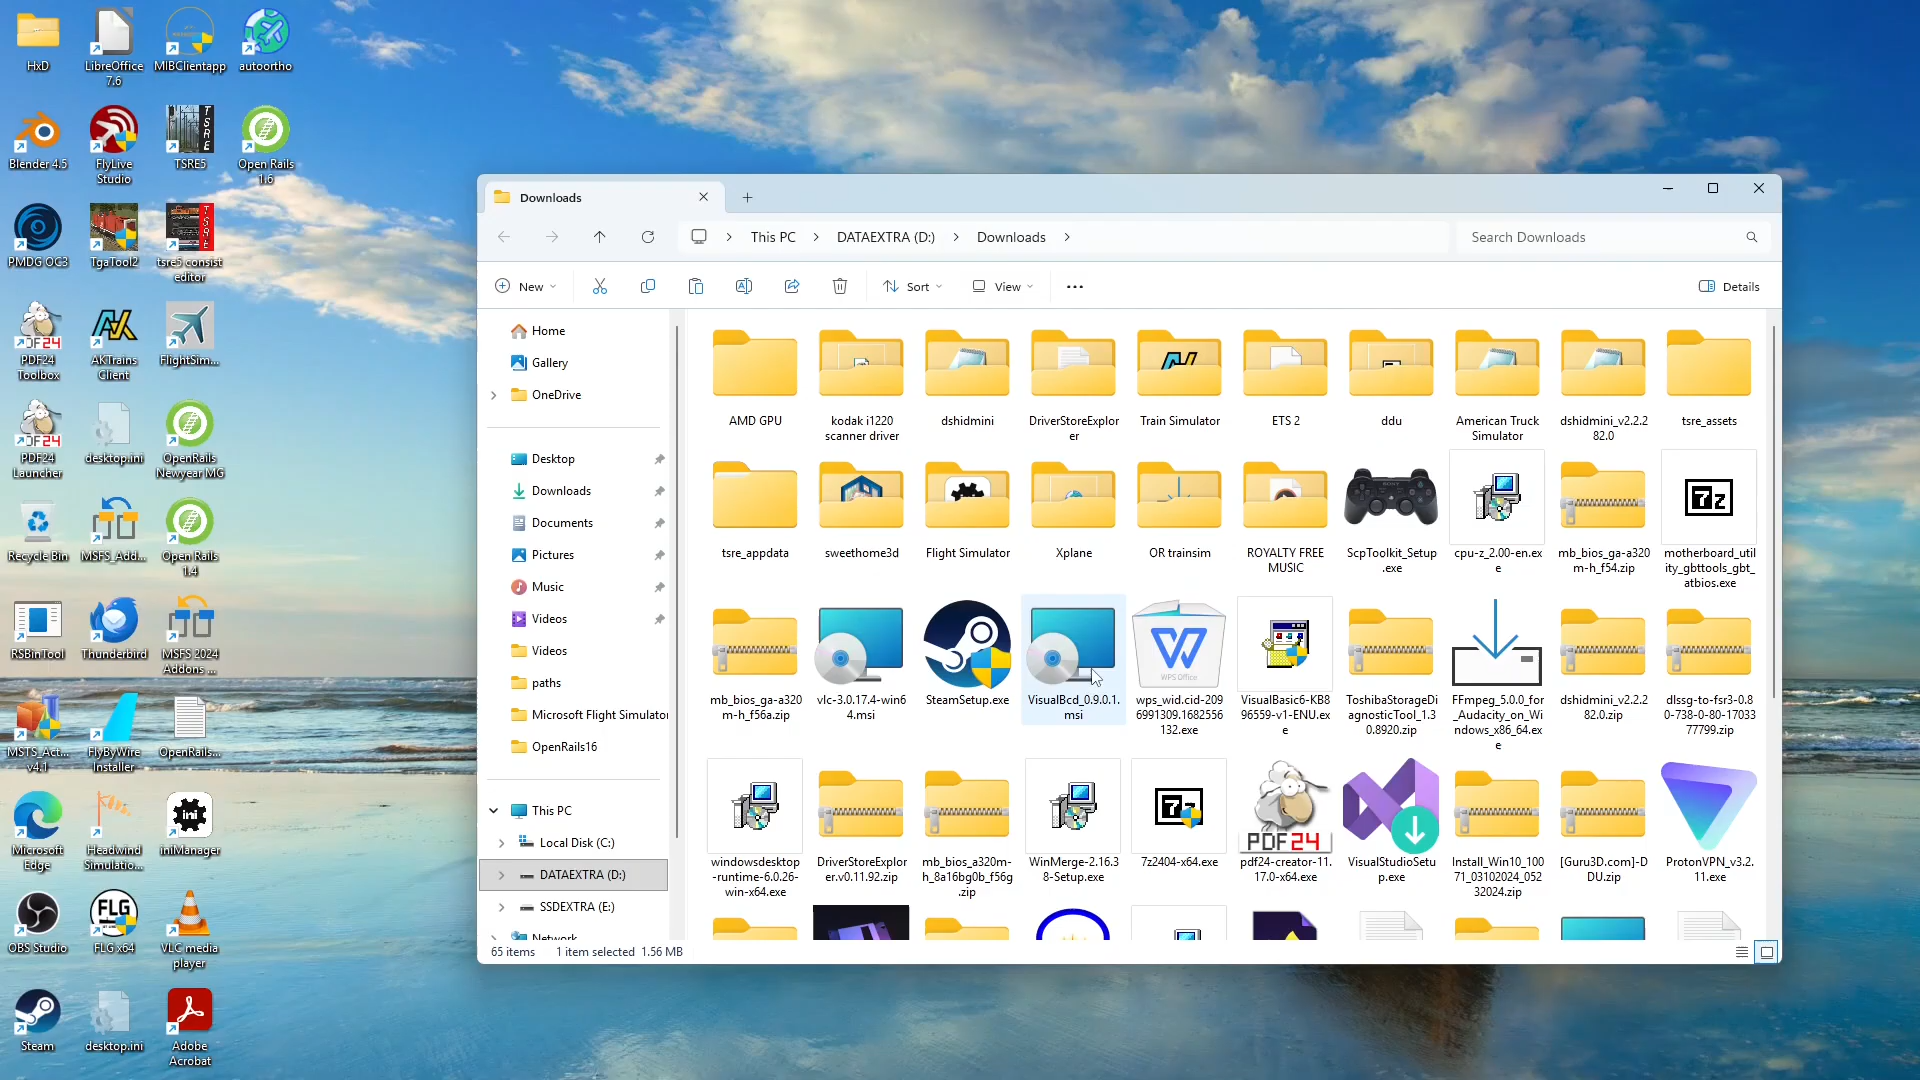 HxD
LibreOffice
7.6
MIBClientapp
autoortho
Blender 4.5
FlyLive
Studio
TSRE
TSRE5
Open Rails
1.6
PMDG OC3
TgaTool2
TSRE
tsre5 consist
editor
PDF24
PDF24
Toolbox
AKTrains
Client
FlightSim...
PDF24
PDF24
Launcher
desktop.ini
OpenRails
Newyear MG
Recycle Bin
MSFS_Add...
Open Rails
1.4
RSBinTool
Thunderbird
MSFS 2024
Addons ...
MSTS_Act...
v4.1
FlyByWire
Installer
OpenRails...
Microsoft
Edge
Headwind
Simulatio...
ini
iniManager
OBS Studio
FLG
FLG x64
VLC media
player
Steam
desktop.ini
Adobe
Acrobat
Downloads
This PC
DATAEXTRA (D:)
Downloads
Search Downloads
New
Sort
View
Details
Home
Gallery
OneDrive
Desktop
Downloads
Documents
Pictures
Music
Videos
Videos
paths
Microsoft Flight Simulator
OpenRails16
This PC
Local Disk (C:)
DATAEXTRA (D:)
SSDEXTRA (E:)
Network
AMD GPU
kodak i1220
scanner driver
dshidmini
DriverStoreExplor
er
Train Simulator
ETS 2
ddu
American Truck
Simulator
dshidmini_v2.2.2
82.0
tsre_assets
tsre_appdata
sweethome3d
Flight Simulator
Xplane
OR trainsim
ROYALTY FREE
MUSIC
ScpToolkit_Setup
.exe
cpu-z_2.00-en.ex
e
mb_bios_ga-a320
m-h_f54.zip
7z
motherboard_util
ity_gbttools_gbt_
atbios.exe
mb_bios_ga-a320
m-h_f56a.zip
vlc-3.0.17.4-win6
4.msi
SteamSetup.exe
VisualBcd_0.9.0.1.
msi
WPS Office
wps_wid.cid-209
6991309.1682556
132.exe
VisualBasic6-KB8
96559-v1-ENU.ex
e
ToshibaStorageDi
agnosticTool_1.3
0.8920.zip
FFmpeg_5.0.0_for
_Audacity_on_Wi
ndows_x86_64.ex
e
dshidmini_v2.2.2
82.0.zip
dlssg-to-fsr3-0.8
0-738-0-80-17033
77799.zip
windowsdesktop
-runtime-6.0.26-
win-x64.exe
DriverStoreExplor
er.v0.11.92.zip
mb_bios_a320m-
h_8a16bg0b_f56g
.zip
WinMerge-2.16.3
8-Setup.exe
7z
7z2404-x64.exe
PDF24
pdf24-creator-11.
17.0-x64.exe
VisualStudioSetu
p.exe
Install_Win10_100
71_03102024_052
32024.zip
[Guru3D.com]-D
DU.zip
ProtonVPN_v3.2.
11.exe
65 items
1 item selected 1.56 MB